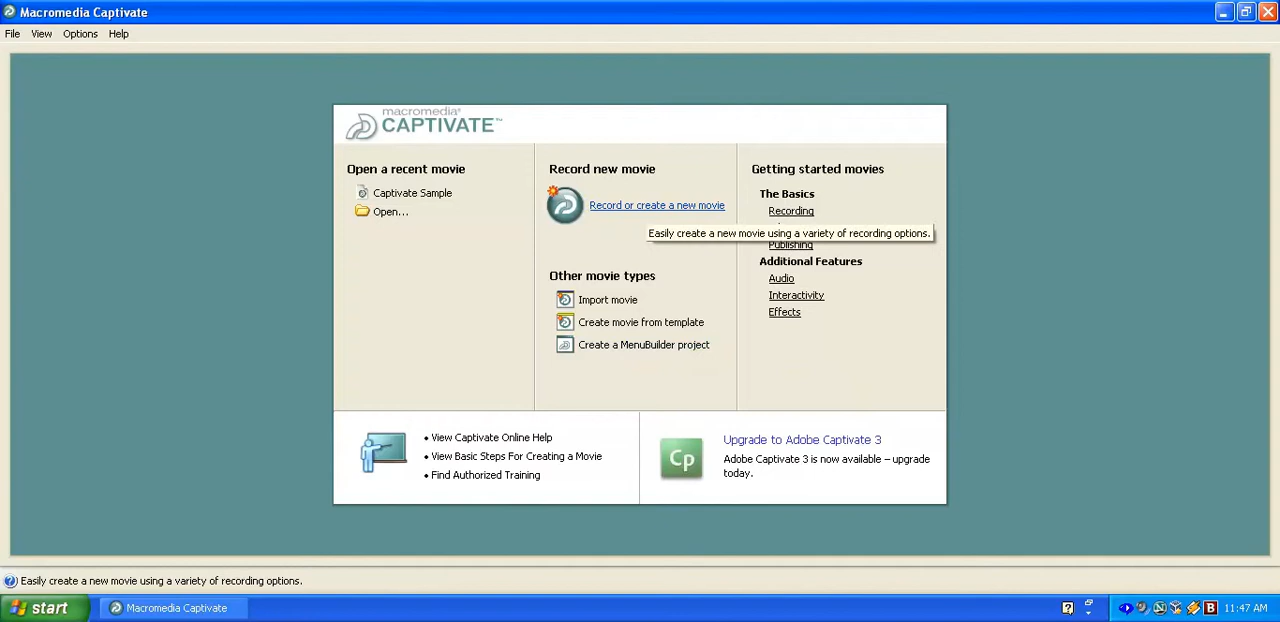 Macromedia Captivate
File View Options Help
macromedia®
CAPTIVATE™
Open a recent movie
Captivate Sample
Open...
Record new movie
Record or create a new movie
Easily create a new movie using a variety of recording options.
Other movie types
Import movie
Create movie from template
Create a MenuBuilder project
Getting started movies
The Basics
Recording
Publishing
Additional Features
Audio
Interactivity
Effects
• View Captivate Online Help
• View Basic Steps For Creating a Movie
• Find Authorized Training
Cp
Upgrade to Adobe Captivate 3
Adobe Captivate 3 is now available – upgrade
today.
Easily create a new movie using a variety of recording options.
start
Macromedia Captivate
B
11:47 AM